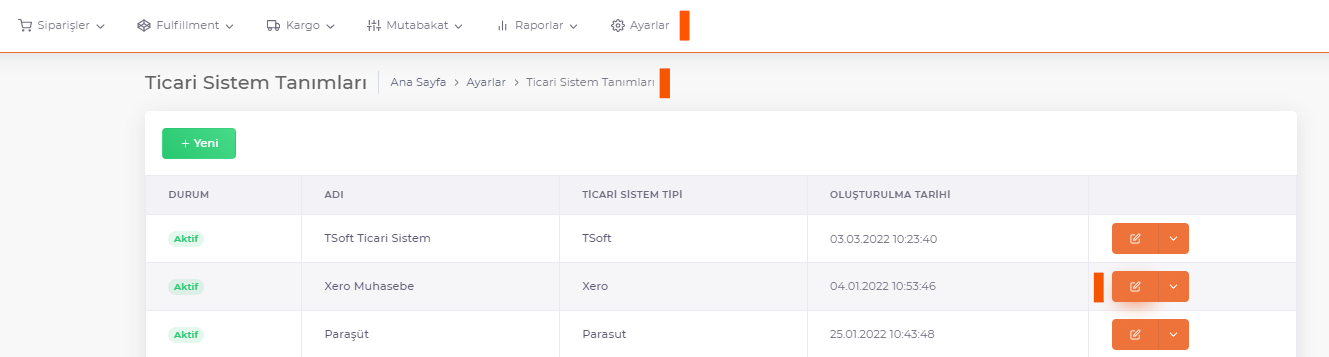 Siparişler Fulfillment Kargo Mutabakat Raporlar Ayarlar
Ticari Sistem Tanımları Ana Sayfa > Ayarlar > Ticari Sistem Tanımları
+ Yeni
DURUM ADI TİCARİ SİSTEM TİPİ OLUŞTURULMA TARİHİ
Aktif TSoft Ticari Sistem TSoft 03.03.2022 10:23:40
Aktif Xero Muhasebe Xero 04.01.2022 10:53:46
Aktif Paraşüt Parasut 25.01.2022 10:43:48